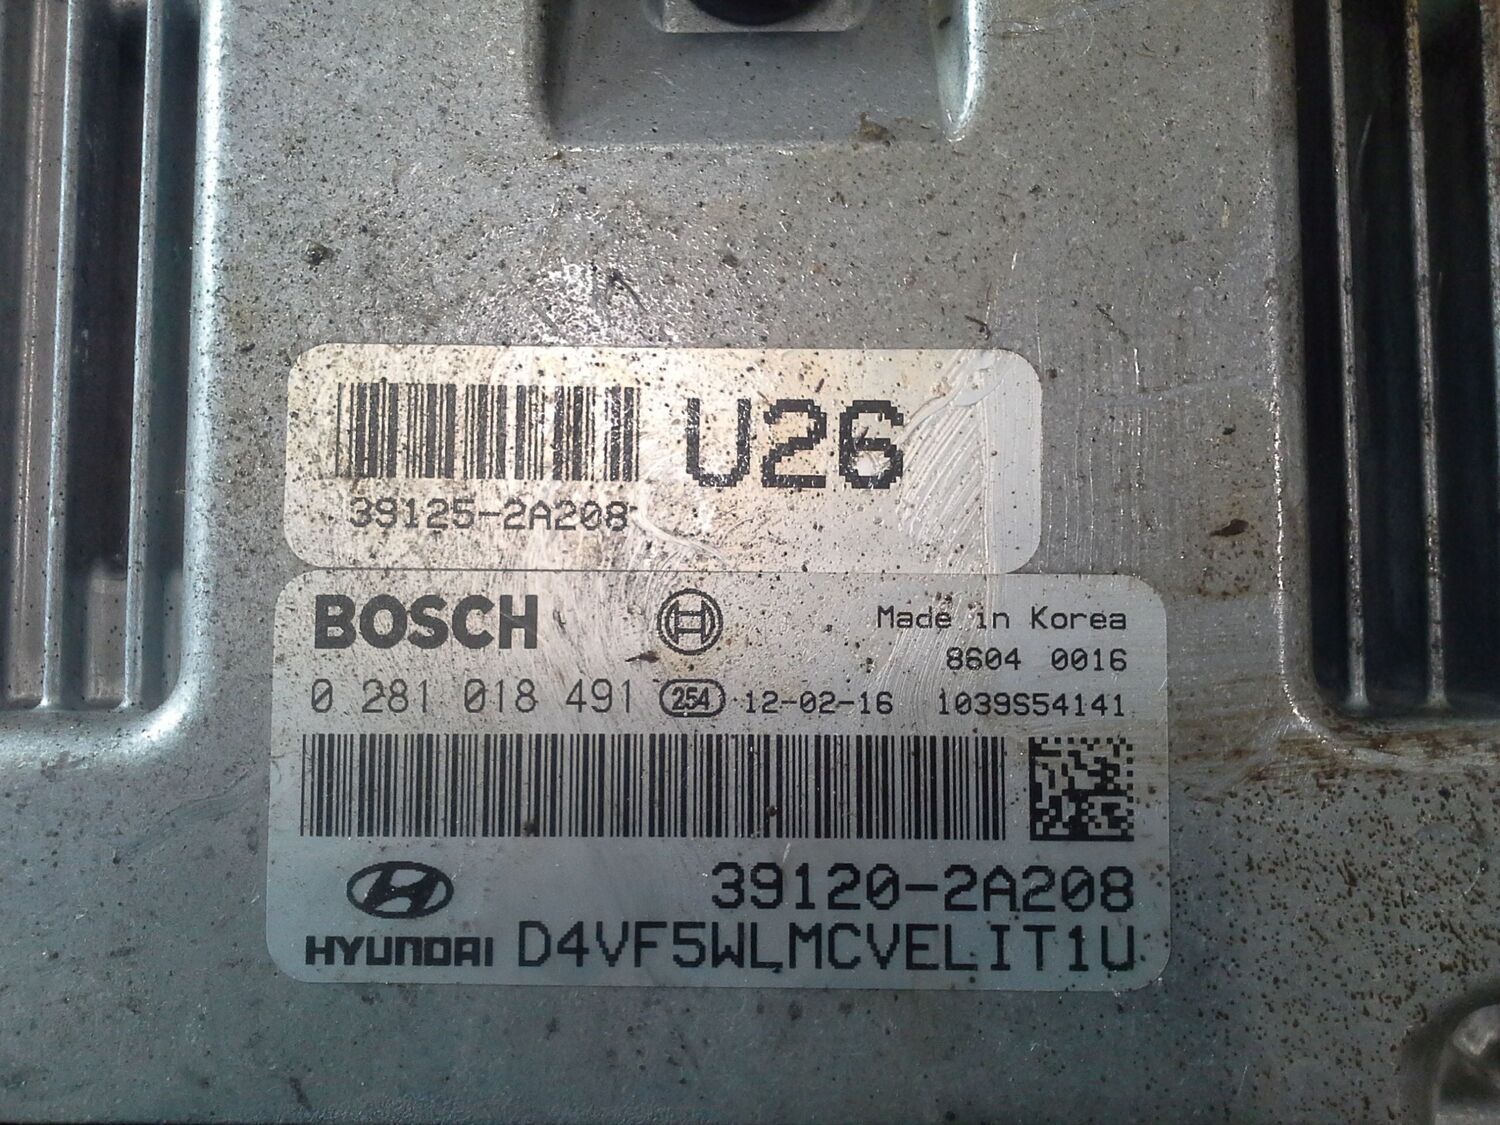 U26
39125-2A208
BOSCH Made in Korea
8604 0016
0 281 018 491 254 12-02-16 1039S54141
39120-2A208
HYUNDAI D4VF5WLMCVELIT1U